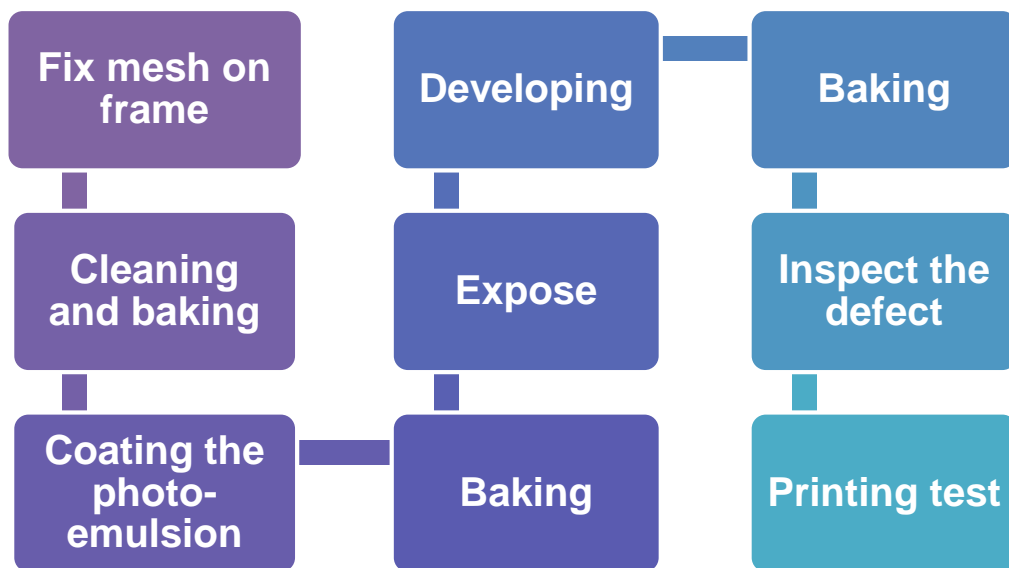 Fix mesh on
frame
Cleaning
and baking
Coating the
photo-
emulsion
Baking
Expose
Developing
Baking
Inspect the
defect
Printing test